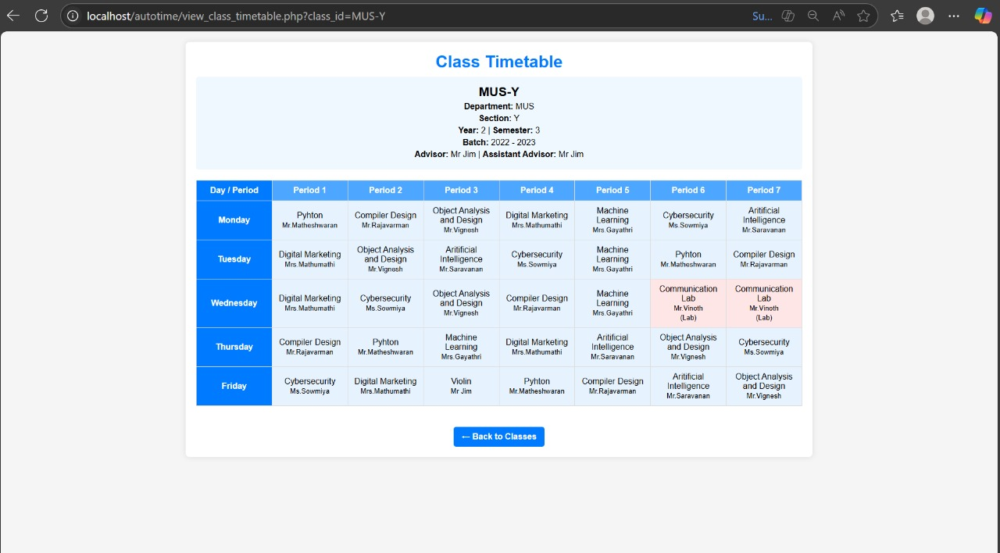 localhost/autotime/view_class_timetable.php?class_id=MUS-Y
Su...
Class Timetable
MUS-Y
Department: MUS
Section: Y
Year: 2 | Semester: 3
Batch: 2022 - 2023
Advisor: Mr Jim | Assistant Advisor: Mr Jim
Day / Period Period 1 Period 2 Period 3 Period 4 Period 5 Period 6 Period 7
Monday
Pyhton
Mr.Matheshwaran
Compiler Design
Mr.Rajavarman
Object Analysis
and Design
Mr.Vignesh
Digital Marketing
Mrs.Mathumathi
Machine
Learning
Mrs.Gayathri
Cybersecurity
Ms.Sowmiya
Aritificial
Intelligence
Mr.Saravanan
Tuesday
Digital Marketing
Mrs.Mathumathi
Object Analysis
and Design
Mr.Vignesh
Aritificial
Intelligence
Mr.Saravanan
Cybersecurity
Ms.Sowmiya
Machine
Learning
Mrs.Gayathri
Pyhton
Mr.Matheshwaran
Compiler Design
Mr.Rajavarman
Wednesday
Digital Marketing
Mrs.Mathumathi
Cybersecurity
Ms.Sowmiya
Object Analysis
and Design
Mr.Vignesh
Compiler Design
Mr.Rajavarman
Machine
Learning
Mrs.Gayathri
Communication
Lab
Mr.Vinoth
(Lab)
Communication
Lab
Mr.Vinoth
(Lab)
Thursday
Compiler Design
Mr.Rajavarman
Pyhton
Mr.Matheshwaran
Machine
Learning
Mrs.Gayathri
Digital Marketing
Mrs.Mathumathi
Aritificial
Intelligence
Mr.Saravanan
Object Analysis
and Design
Mr.Vignesh
Cybersecurity
Ms.Sowmiya
Friday
Cybersecurity
Ms.Sowmiya
Digital Marketing
Mrs.Mathumathi
Violin
Mr Jim
Pyhton
Mr.Matheshwaran
Compiler Design
Mr.Rajavarman
Aritificial
Intelligence
Mr.Saravanan
Object Analysis
and Design
Mr.Vignesh
← Back to Classes